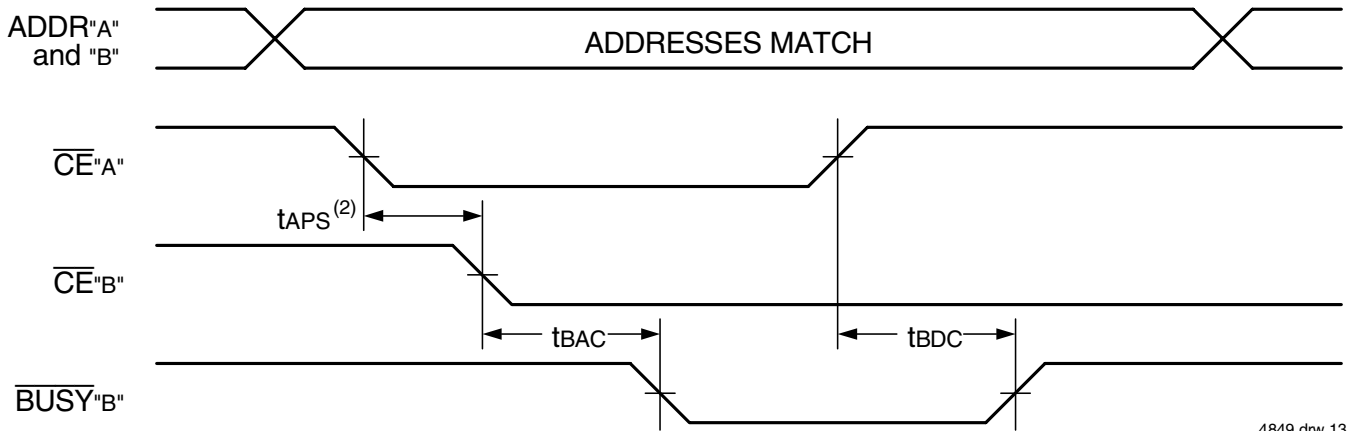 ADDR"A"
and "B"
ADDRESSES MATCH
CE"A"
tAPS(2)
CE"B"
tBAC
tBDC
BUSY"B"
4849 drw 13